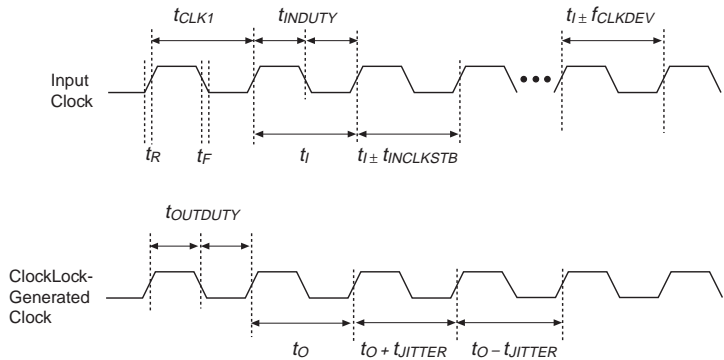 tCLK1 tINDUTY tI ± fCLKDEV
Input
Clock
tR tF tI tI ± tINCLKSTB
tOUTDUTY
ClockLock-
Generated
Clock
tO tO + tJITTER tO – tJITTER